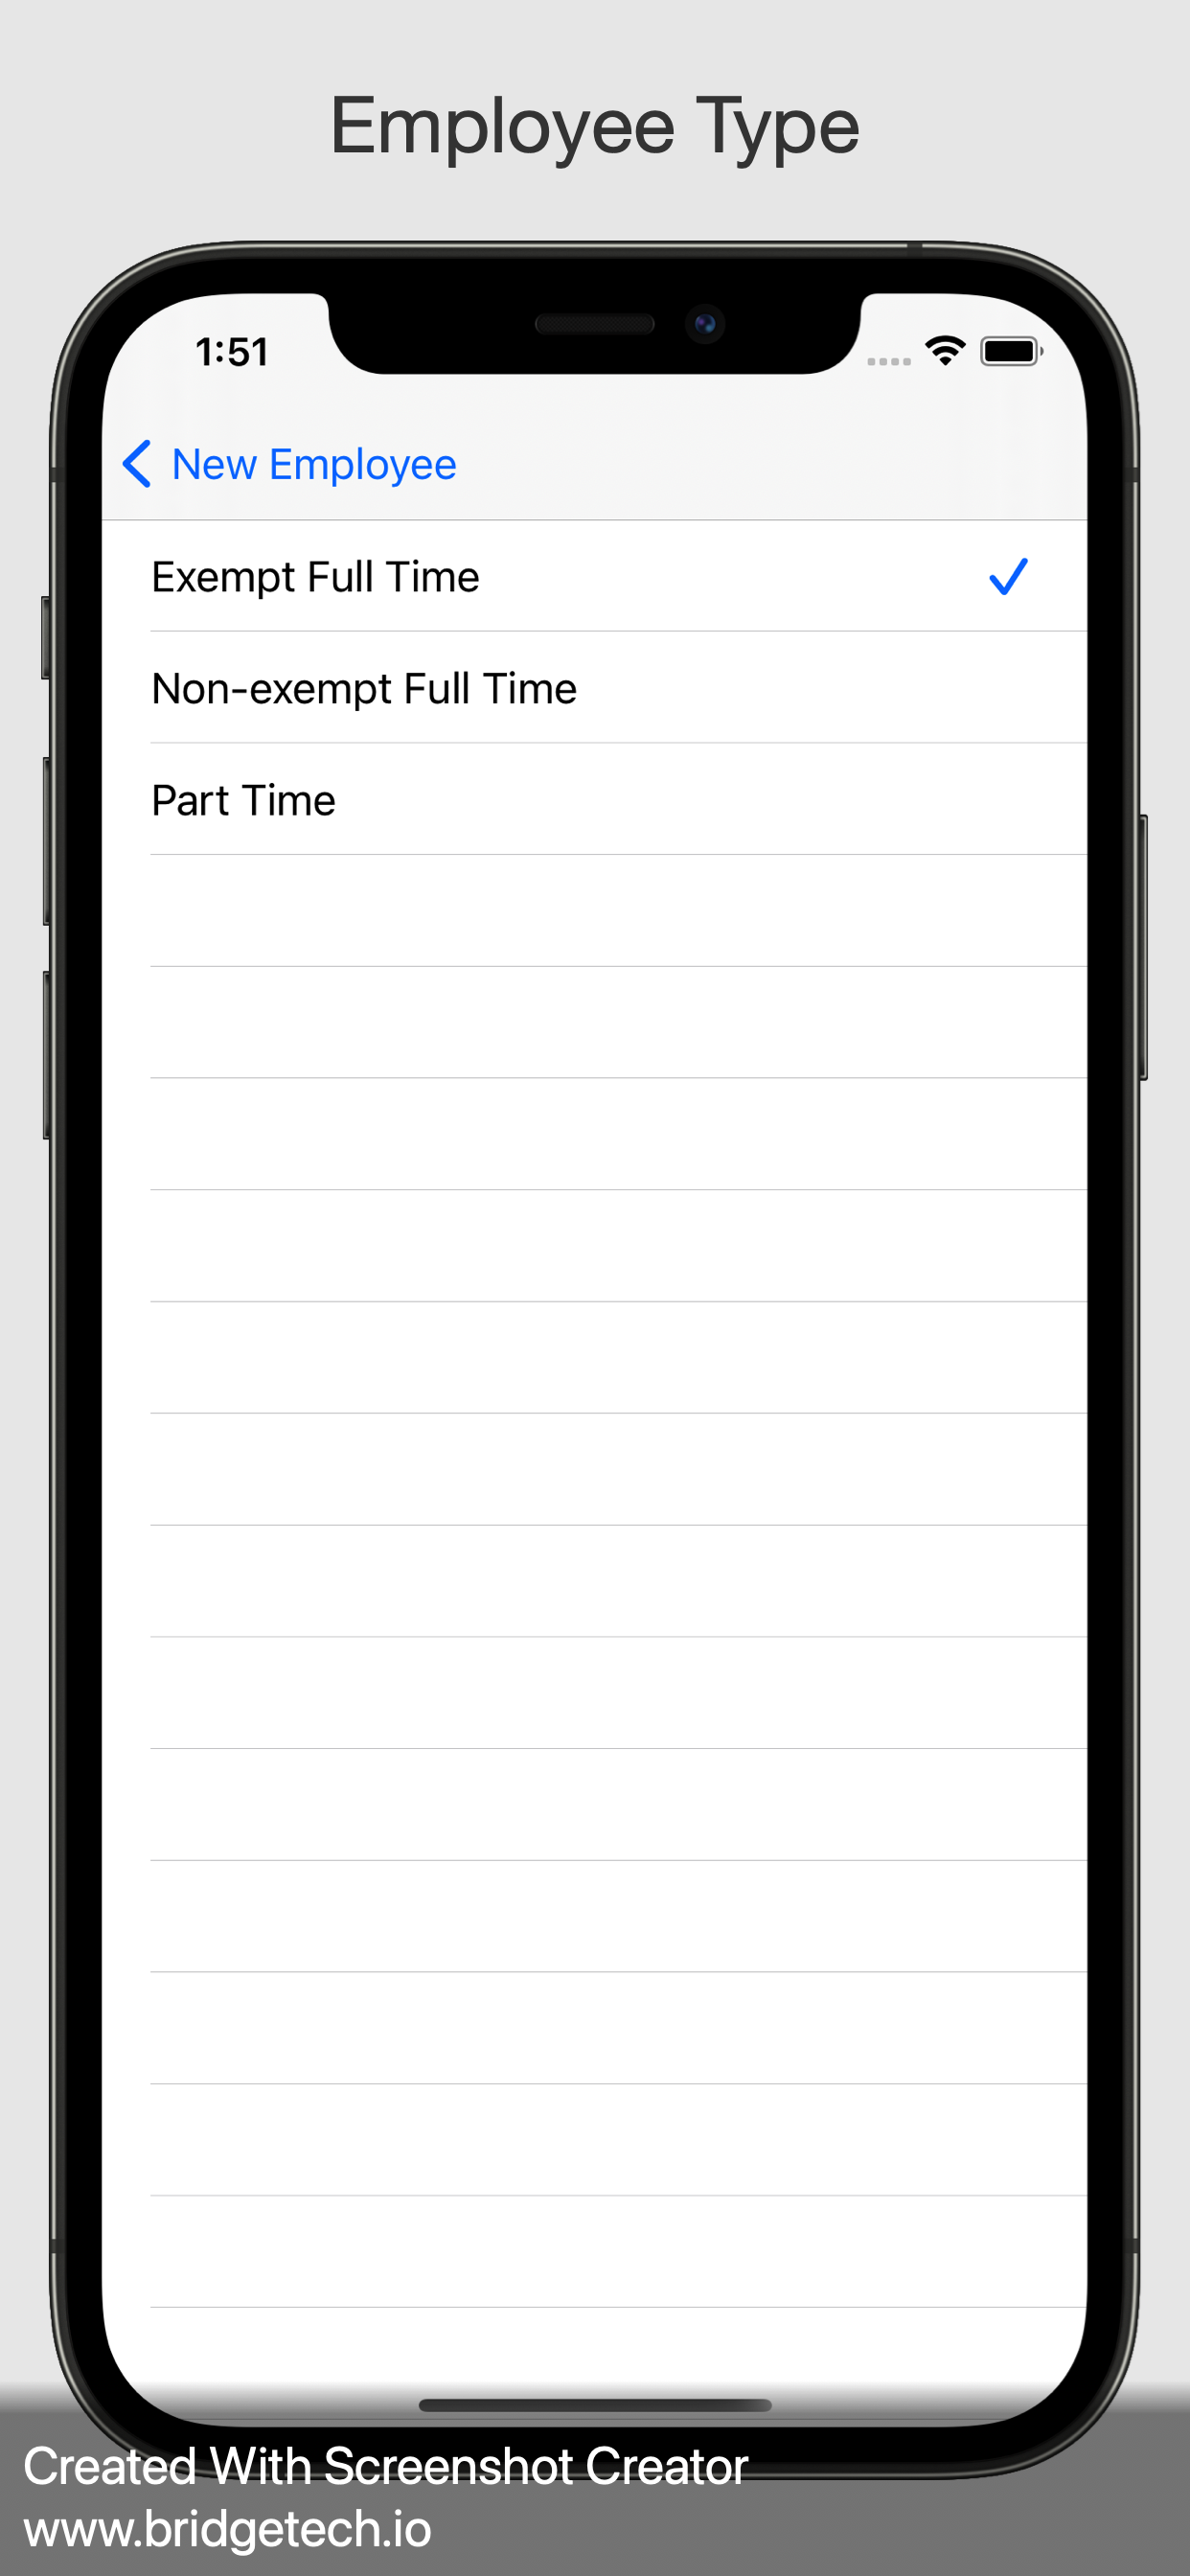 Employee Type
1:51
New Employee
Exempt Full Time
Non-exempt Full Time
Part Time
Created With Screenshot Creator
www.bridgetech.io